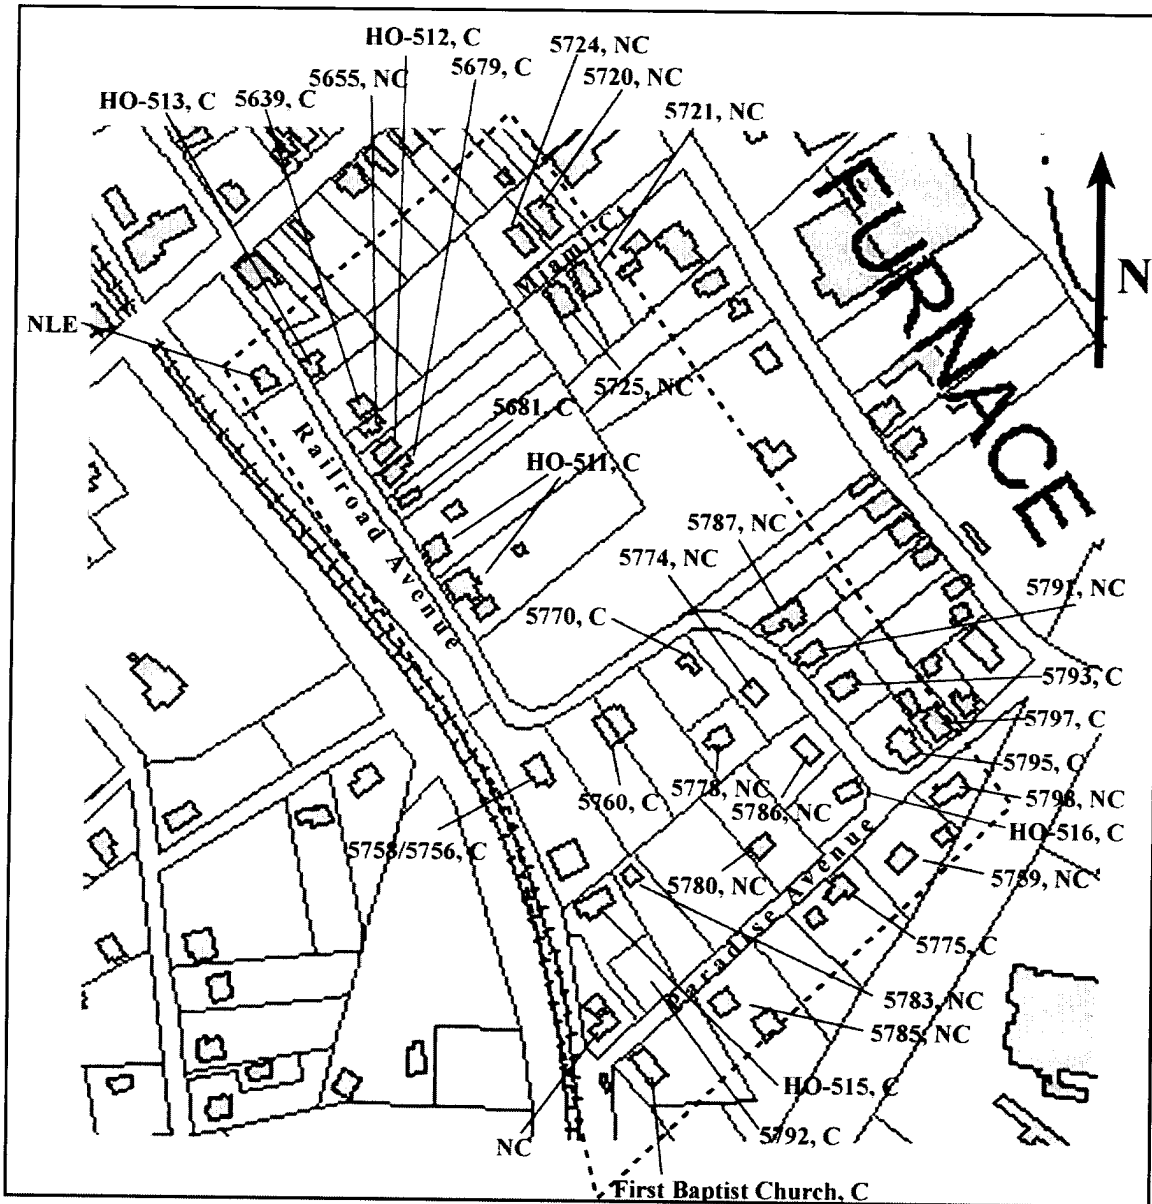 HO-512, C
5724, NC
5679, C
5655, NC
5720, NC
HO-513, C
5639, C
5721, NC
FURNACE
Miami Ct
N
NLE
5725, NC
5681, C
Railroad Avenue
HO-511, C
5787, NC
5774, NC
5791, NC
5770, C
5793, C
5797, C
5795, C
5778, NC
5760, C
5786, NC
5798, NC
HO-516, C
5758/5756, C
5780, NC
5789, NC
Paradise Avenue
5775, C
5783, NC
5785, NC
HO-515, C
5792, C
NC
First Baptist Church, C